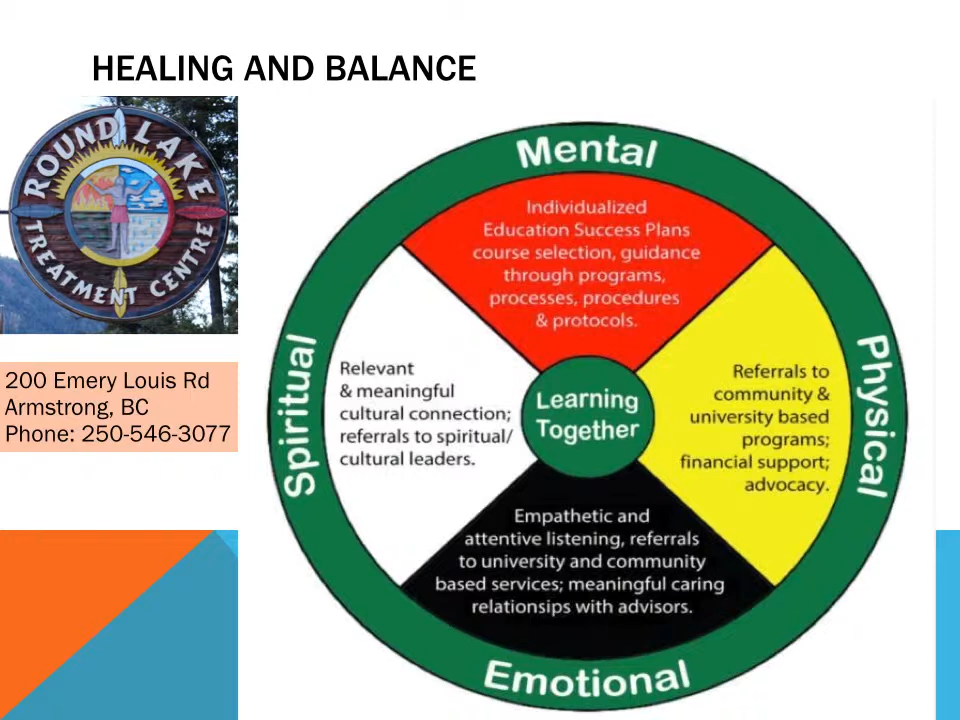 HEALING AND BALANCE
ROUND LAKE
TREATMENT CENTRE
200 Emery Louis Rd
Armstrong, BC
Phone: 250-546-3077
Mental
Individualized
Education Success Plans
course selection, guidance
through programs,
processes, procedures
& protocols.
Spiritual
Relevant
& meaningful
cultural connection;
referrals to spiritual/
cultural leaders.
Learning
Together
Physical
Referrals to
community &
university based
programs;
financial support;
advocacy.
Empathetic and
attentive listening, referrals
to university and community
based services; meaningful caring
relationsips with advisors.
Emotional